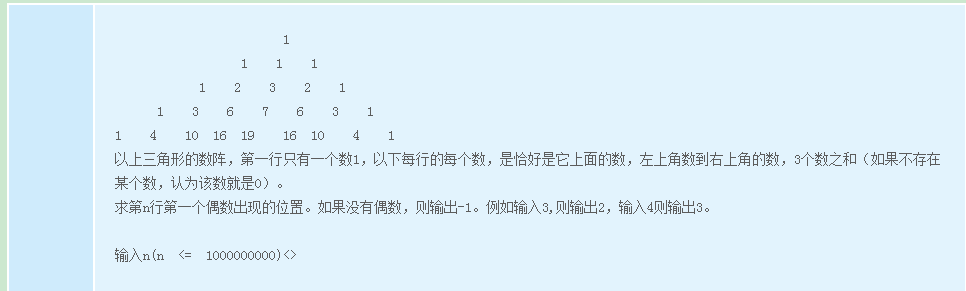 1
1 1 1
1 2 3 2 1
1 3 6 7 6 3 1
1 4 10 16 19 16 10 4 1
以上三角形的数阵，第一行只有一个数1，以下每行的每个数，是恰好是它上面的数，左上角数到右上角的数，3个数之和（如果不存在
某个数，认为该数就是0）。
求第n行第一个偶数出现的位置。如果没有偶数，则输出-1。例如输入3,则输出2，输入4则输出3。
输入n(n <= 1000000000)<>